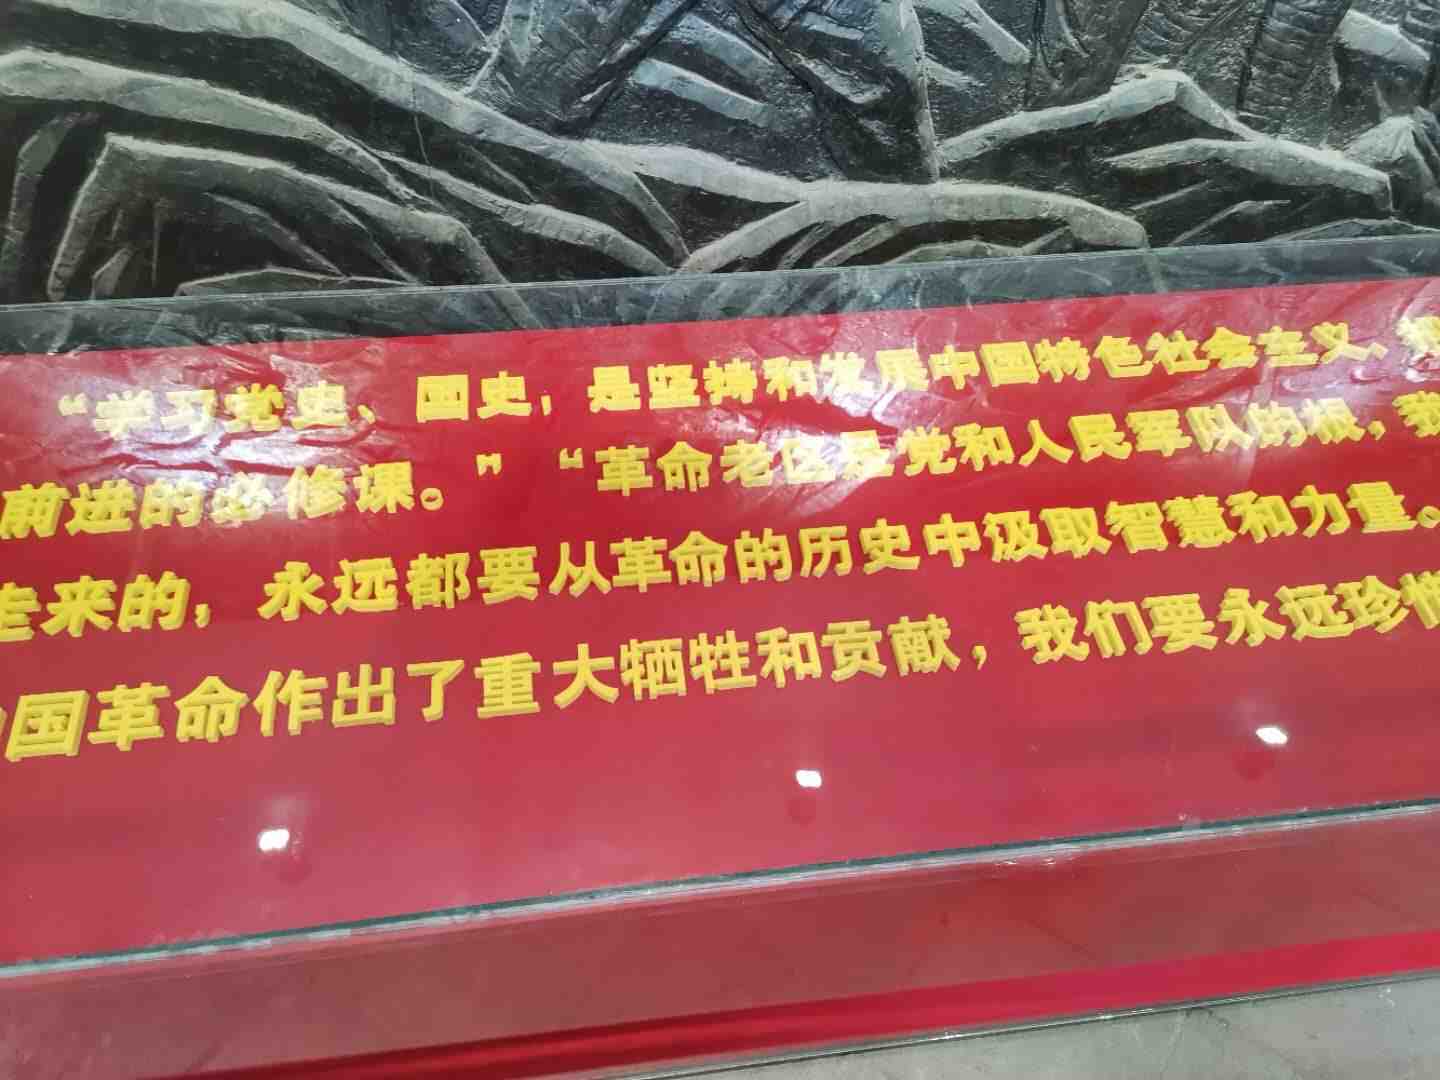 “学习党史、国史，是坚持和发展中国特色社会主义、
前进的必修课。”“革命老区是党和人民军队的根，我
走来的，永远都要从革命的历史中汲取智慧和力量。
国革命作出了重大牺牲和贡献，我们要永远珍惜